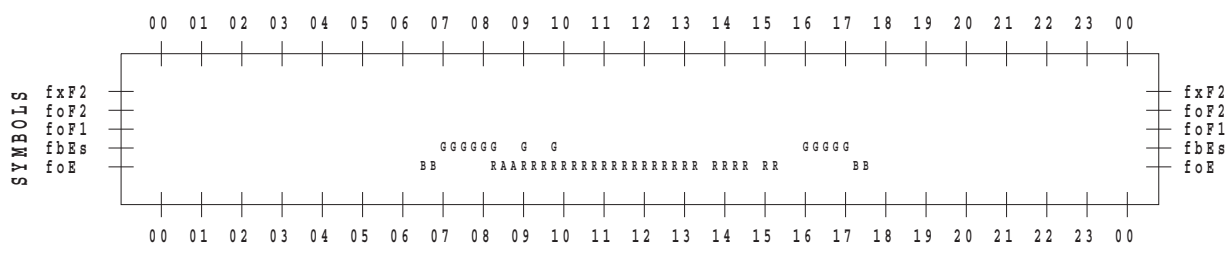 00 01 02 03 04 05 06 07 08 09 10 11 12 13 14 15 16 17 18 19 20 21 22 23 00
SYMBOLS
fxF2 fxF2
foF2 foF2
foF1 foF1
fbEs GGGGGG G G GGGGG fbEs
foE BB RAARRRRRRRRRRRRRRRRRR RRRR RR BB foE
00 01 02 03 04 05 06 07 08 09 10 11 12 13 14 15 16 17 18 19 20 21 22 23 00